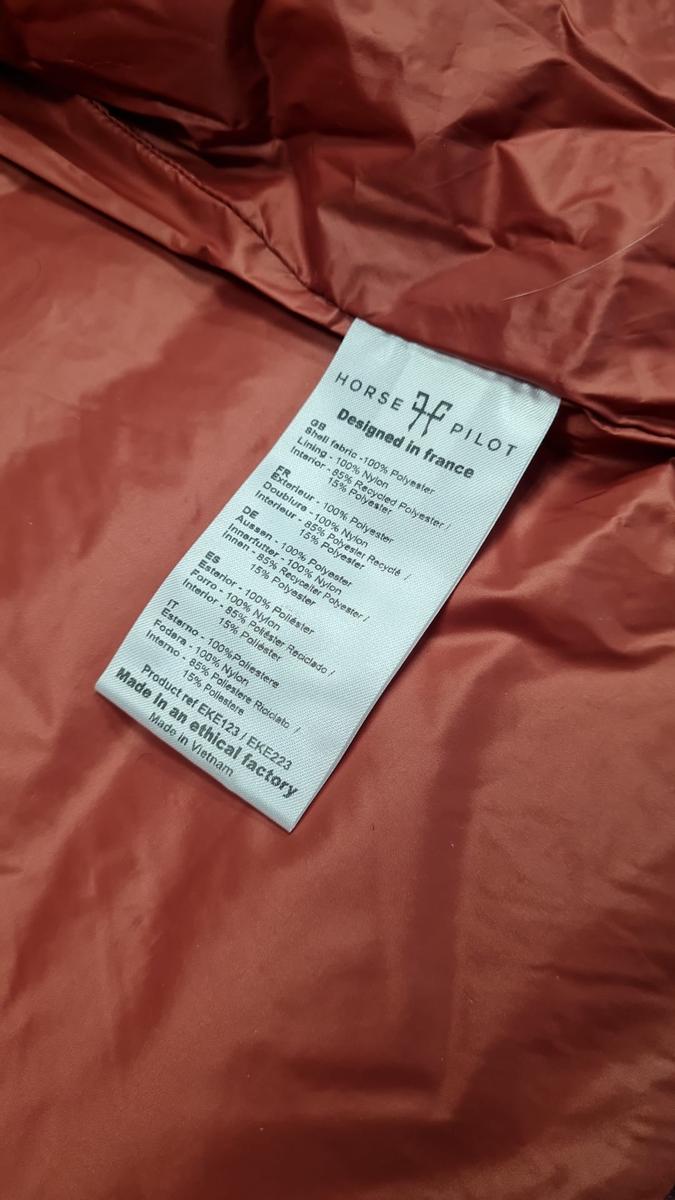 HORSE PILOT
Designed in france
GB
Shell fabric -100% Polyester
Lining - 100% Nylon
Interior - 85% Recycled Polyester /
15% Polyester
FR
Exterieur - 100% Polyester
Doublure -100% Nylon
Interieur - 85% Polyester Recyclé /
15% Polyester
DE
Aussen - 100% Polyester
Innenfutter -100% Nylon
Innen - 85% Recycelter Polyester /
15% Polyester
ES
Esterior - 100% Poliéster
Forro - 100% Nylon
Interior - 85% Poliéster Reciclado /
15% Poliéster
IT
Esterno - 100%Poliestere
Fodera - 100% Nylon
Interno - 85% Poliestere Riciclato /
15% Poliestere
Product ref EKE123 / EKE223
Made in an ethical factory
Made in Vietnam